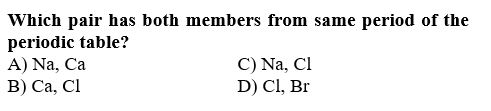 Which pair has both members from same period of the
periodic table?
A) Na, Ca C) Na, Cl
B) Ca, Cl D) Cl, Br